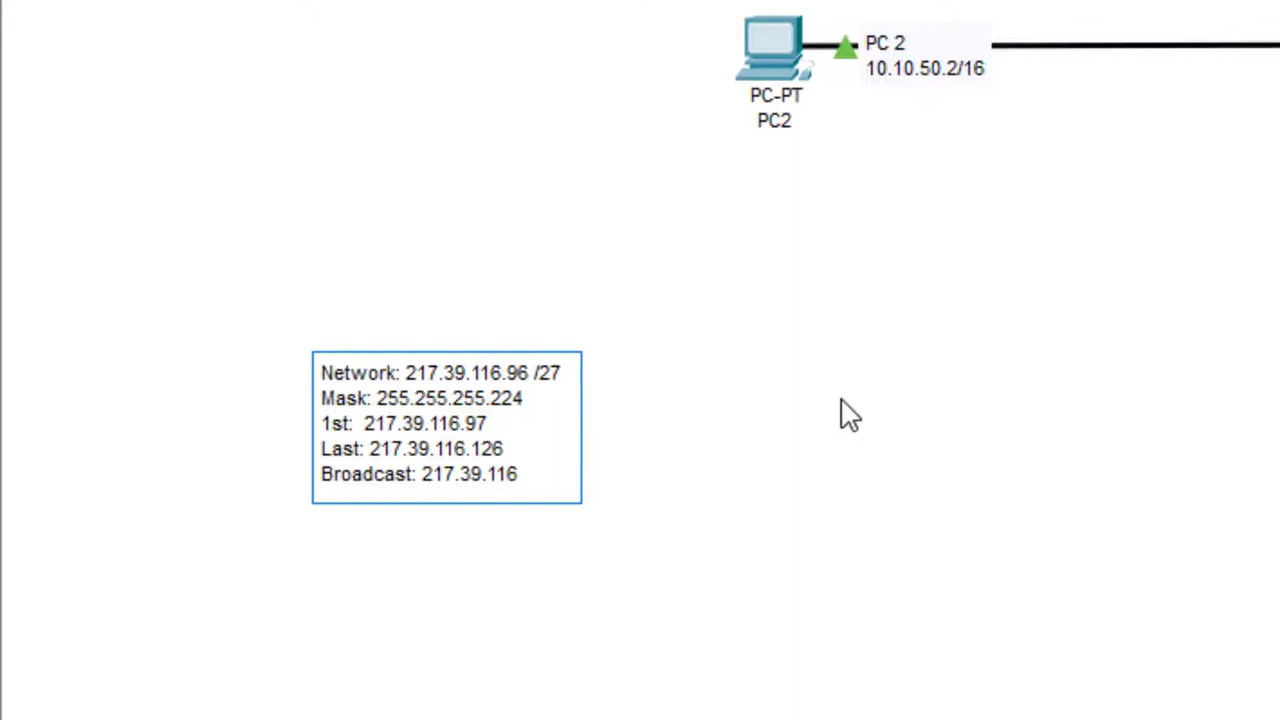 PC 2
10.10.50.2/16
PC-PT
PC2
Network: 217.39.116.96 /27
Mask: 255.255.255.224
1st: 217.39.116.97
Last: 217.39.116.126
Broadcast: 217.39.116